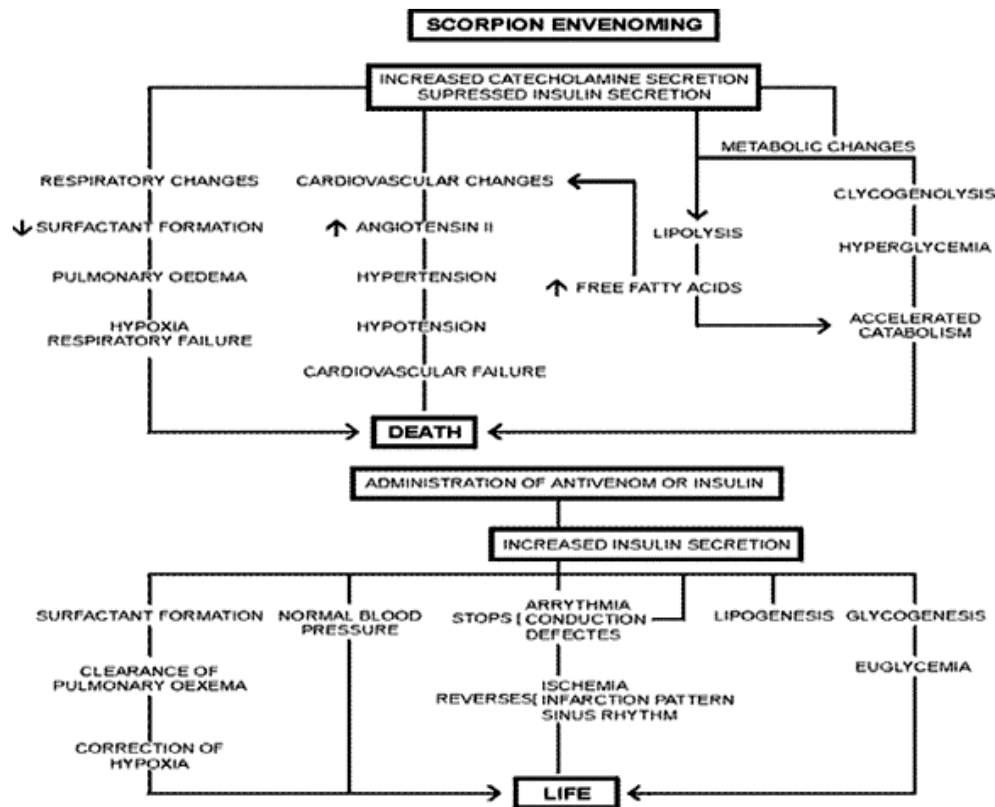 SCORPION ENVENOMING
INCREASED CATECHOLAMINE SECRETION
SUPRESSED INSULIN SECRETION
METABOLIC CHANGES
RESPIRATORY CHANGES
CARDIOVASCULAR CHANGES
GLYCOGENOLYSIS
↓ SURFACTANT FORMATION
↑ ANGIOTENSIN II
LIPOLYSIS
HYPERGLYCEMIA
PULMONARY OEDEMA
HYPERTENSION
↑ FREE FATTY ACIDS
HYPOXIA
RESPIRATORY FAILURE
HYPOTENSION
ACCELERATED
CATABOLISM
CARDIOVASCULAR FAILURE
DEATH
ADMINISTRATION OF ANTIVENOM OR INSULIN
INCREASED INSULIN SECRETION
SURFACTANT FORMATION
NORMAL BLOOD
PRESSURE
STOPS [
ARRYTHMIA
CONDUCTION
DEFECTES
LIPOGENESIS
GLYCOGENESIS
CLEARANCE OF
PULMONARY OEXEMA
EUGLYCEMIA
REVERSES [
ISCHEMIA
INFARCTION PATTERN
SINUS RHYTHM
CORRECTION OF
HYPOXIA
LIFE